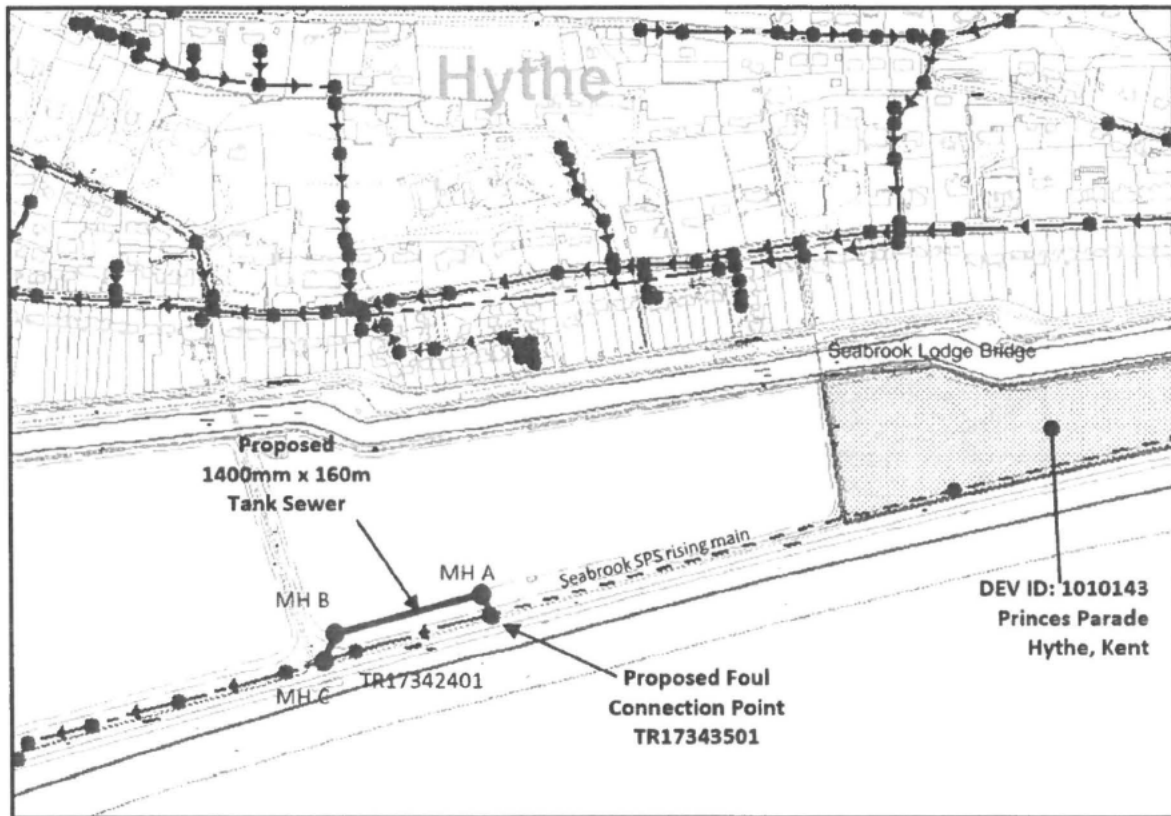 Hythe
Seabrook Lodge Bridge
Proposed
1400mm x 160m
Tank Sewer
Seabrook SPS rising main
MH A
MH B
DEV ID: 1010143
Princes Parade
Hythe, Kent
MH C
TR17342401
Proposed Foul
Connection Point
TR17343501